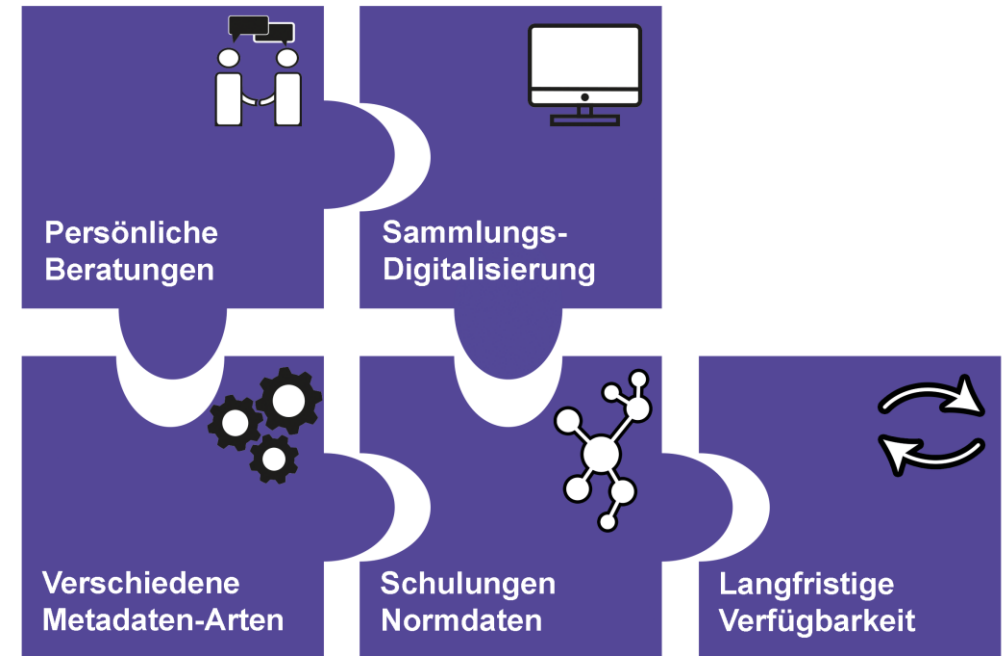 Persönliche
Beratungen
Sammlungs-
Digitalisierung
Verschiedene
Metadaten-Arten
Schulungen
Normdaten
Langfristige
Verfügbarkeit